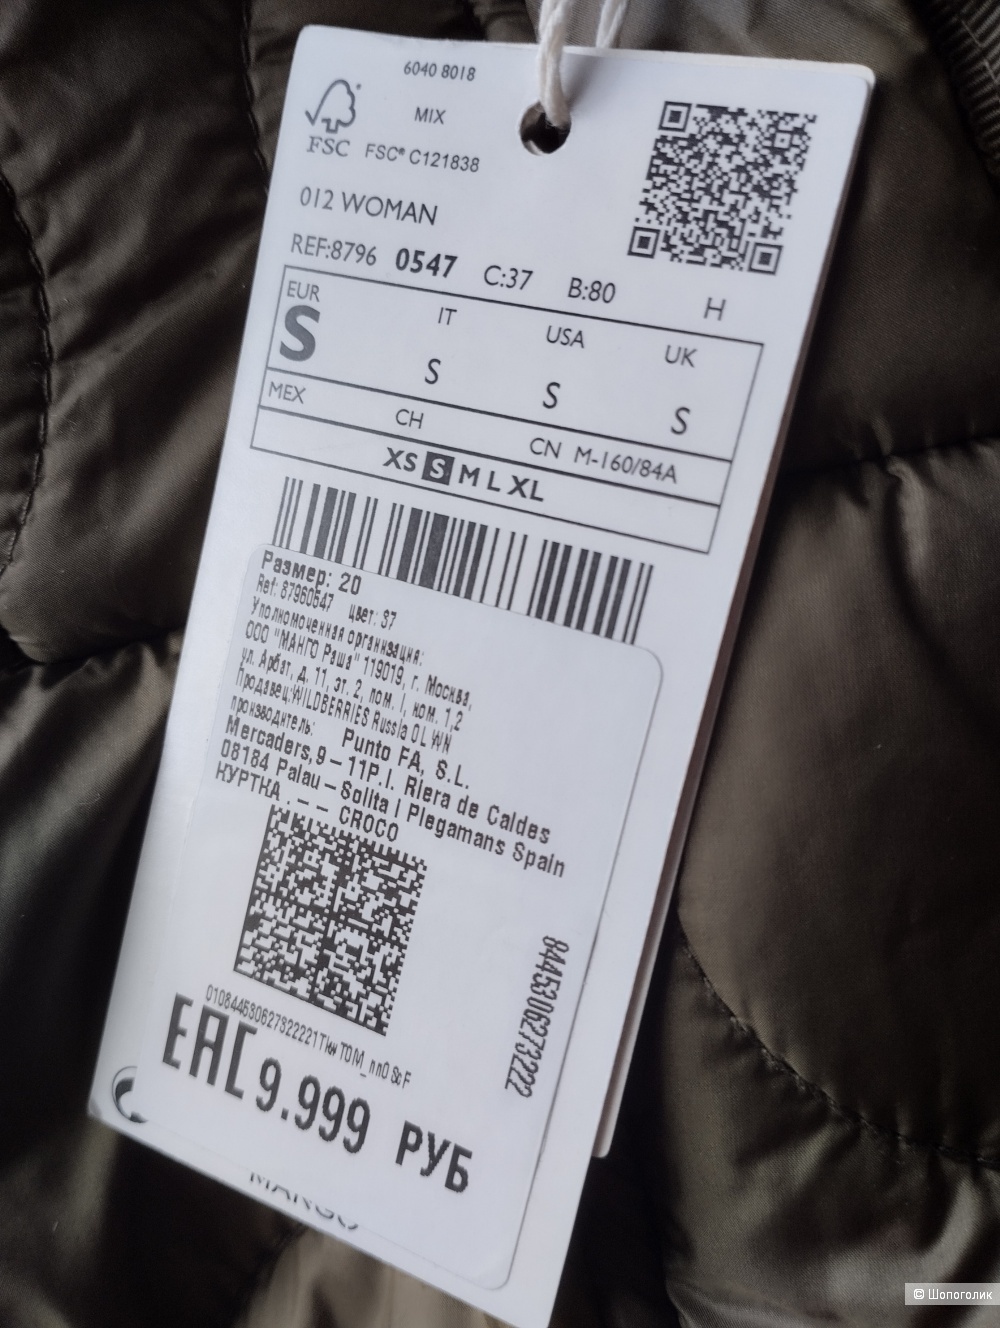 6040 8018
MIX
FSC FSC® C121838
012 WOMAN
REF:8796 0547 C:37 B:80 H
EUR IT USA UK
S S S S
MEX CH CN M-160/84A
XS S M L XL
Размер: 20
Ref: 87960547 цвет: 37
Уполномоченная организация:
ООО "МАНГО Раша" 119019, г. Москва,
ул. Арбат, д. 11, эт. 2, пом. I, ком. 1,2
Продавец:WILDBERRIES Russia OL WN
производитель: Punto FA, S.L.
Mercaders,9 – 11P.I. Riera de Caldes
08184 Palau – Solita i Plegamans Spain
КУРТКА . – – CROCO
8445306273222
EAC 9.999 РУБ
MANGO
© Шопоголик